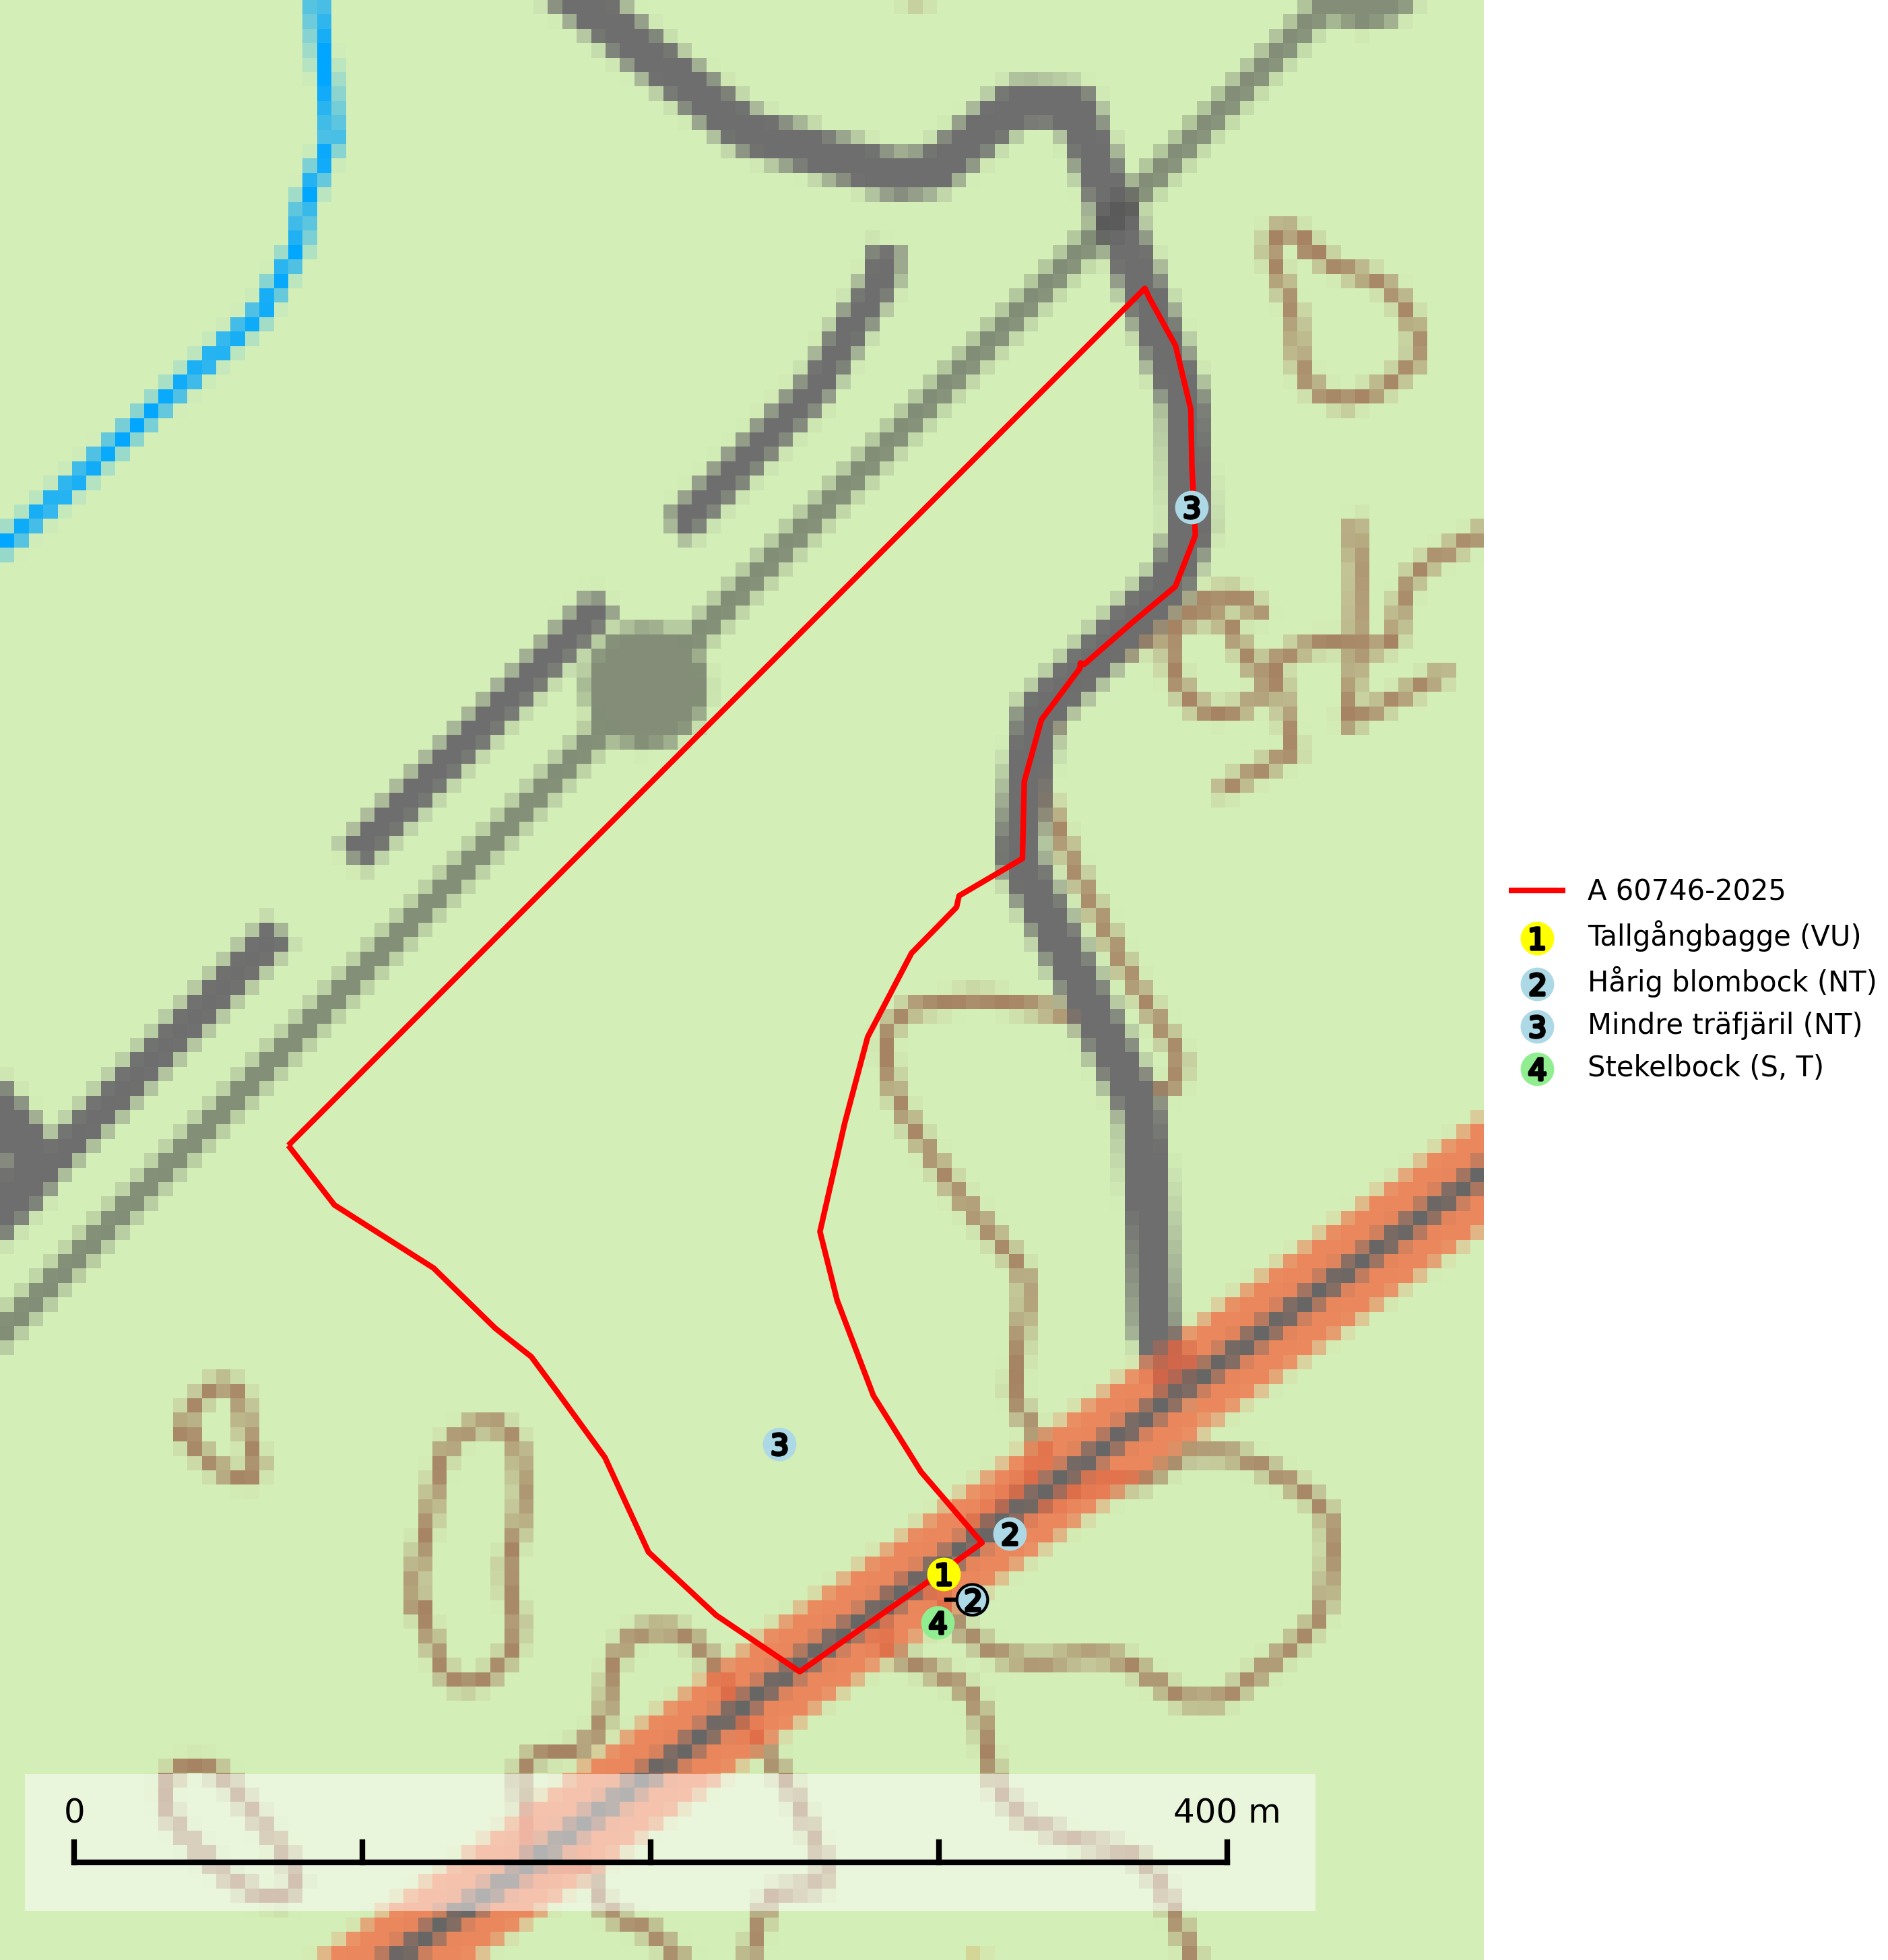 3
3
2
1
2
4
0
400 m
A 60746-2025
1 Tallgångbagge (VU)
2 Hårig blombock (NT)
3 Mindre träfjäril (NT)
4 Stekelbock (S, T)